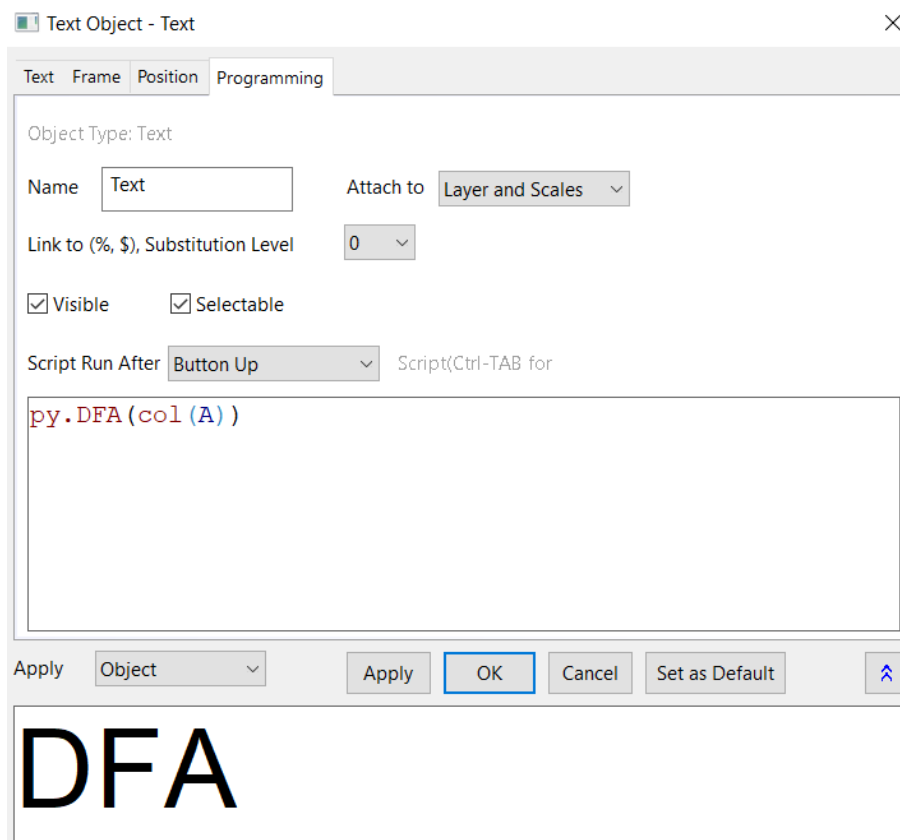 Text Object - Text
Text Frame Position Programming
Object Type: Text
Name Text Attach to Layer and Scales
Link to (%, $), Substitution Level 0
Visible Selectable
Script Run After Button Up Script(Ctrl-TAB for
py.DFA(col(A))
Apply Object Apply OK Cancel Set as Default
DFA